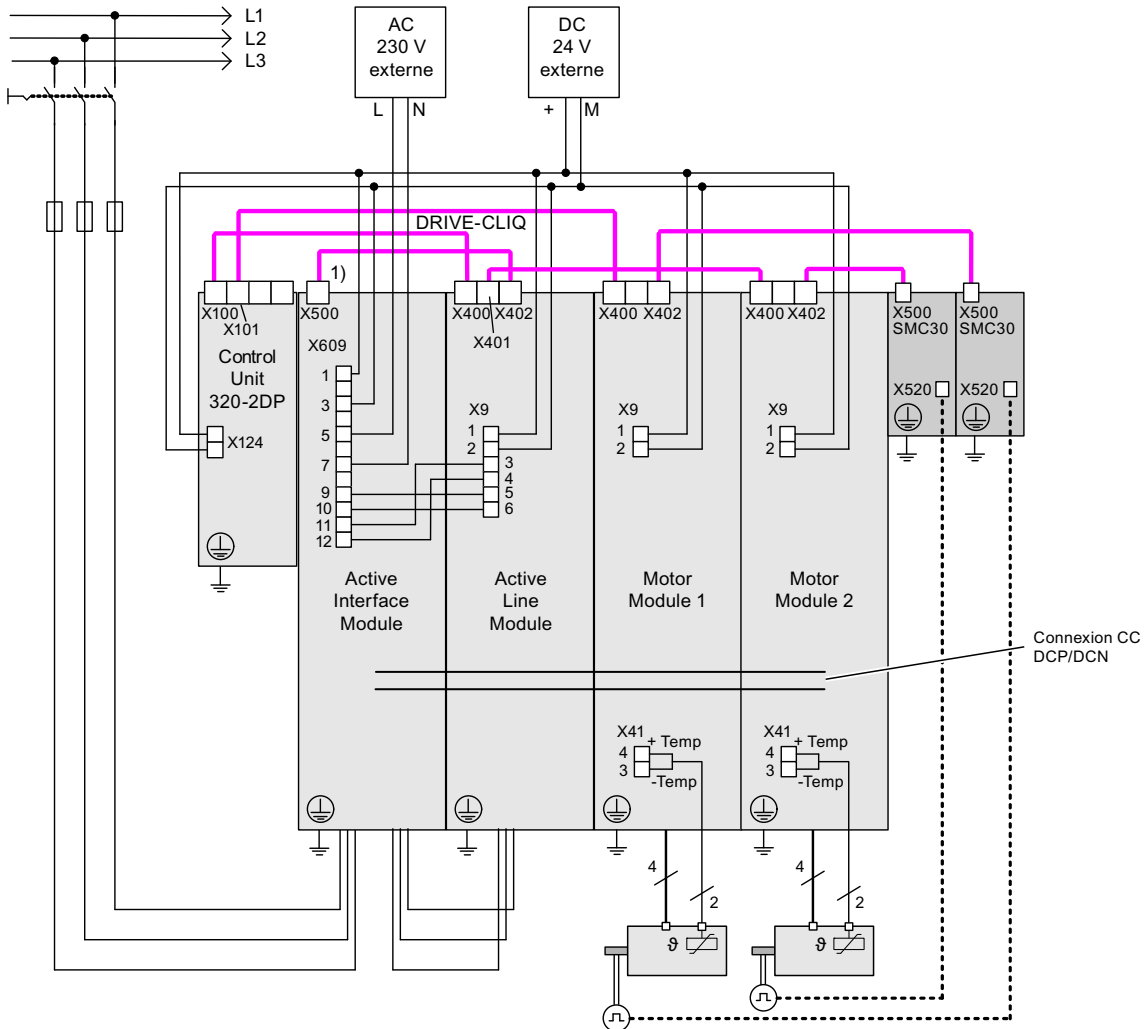 L1
L2
L3
AC
230 V
externe
DC
24 V
externe
L
N
+
M
DRIVE-CLIQ
1)
X100
X101
Control
Unit
320-2DP
X124
X500
X609
1
3
5
7
9
10
11
12
Active
Interface
Module
X400
X402
X401
X9
1
2
3
4
5
6
Active
Line
Module
X400
X402
X9
1
2
Motor
Module 1
X400
X402
X9
1
2
Motor
Module 2
X500
SMC30
X520
X500
SMC30
X520
Connexion CC
DCP/DCN
X41
+ Temp
4
3
-Temp
X41
+ Temp
4
3
-Temp
4
2
4
2
ϑ
ϑ